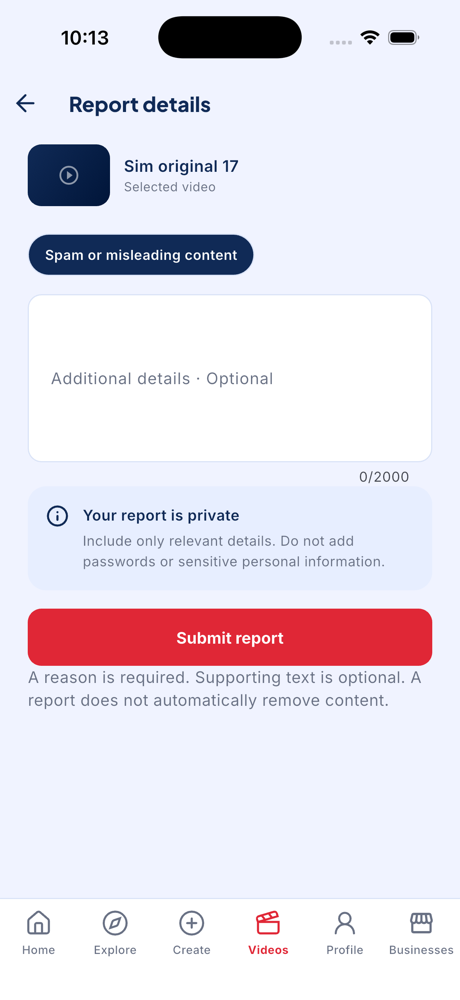 10:13
Report details
Sim original 17
Selected video
Spam or misleading content
Additional details · Optional
0/2000
Your report is private
Include only relevant details. Do not add
passwords or sensitive personal information.
Submit report
A reason is required. Supporting text is optional. A
report does not automatically remove content.
Home
Explore
Create
Videos
Profile
Businesses